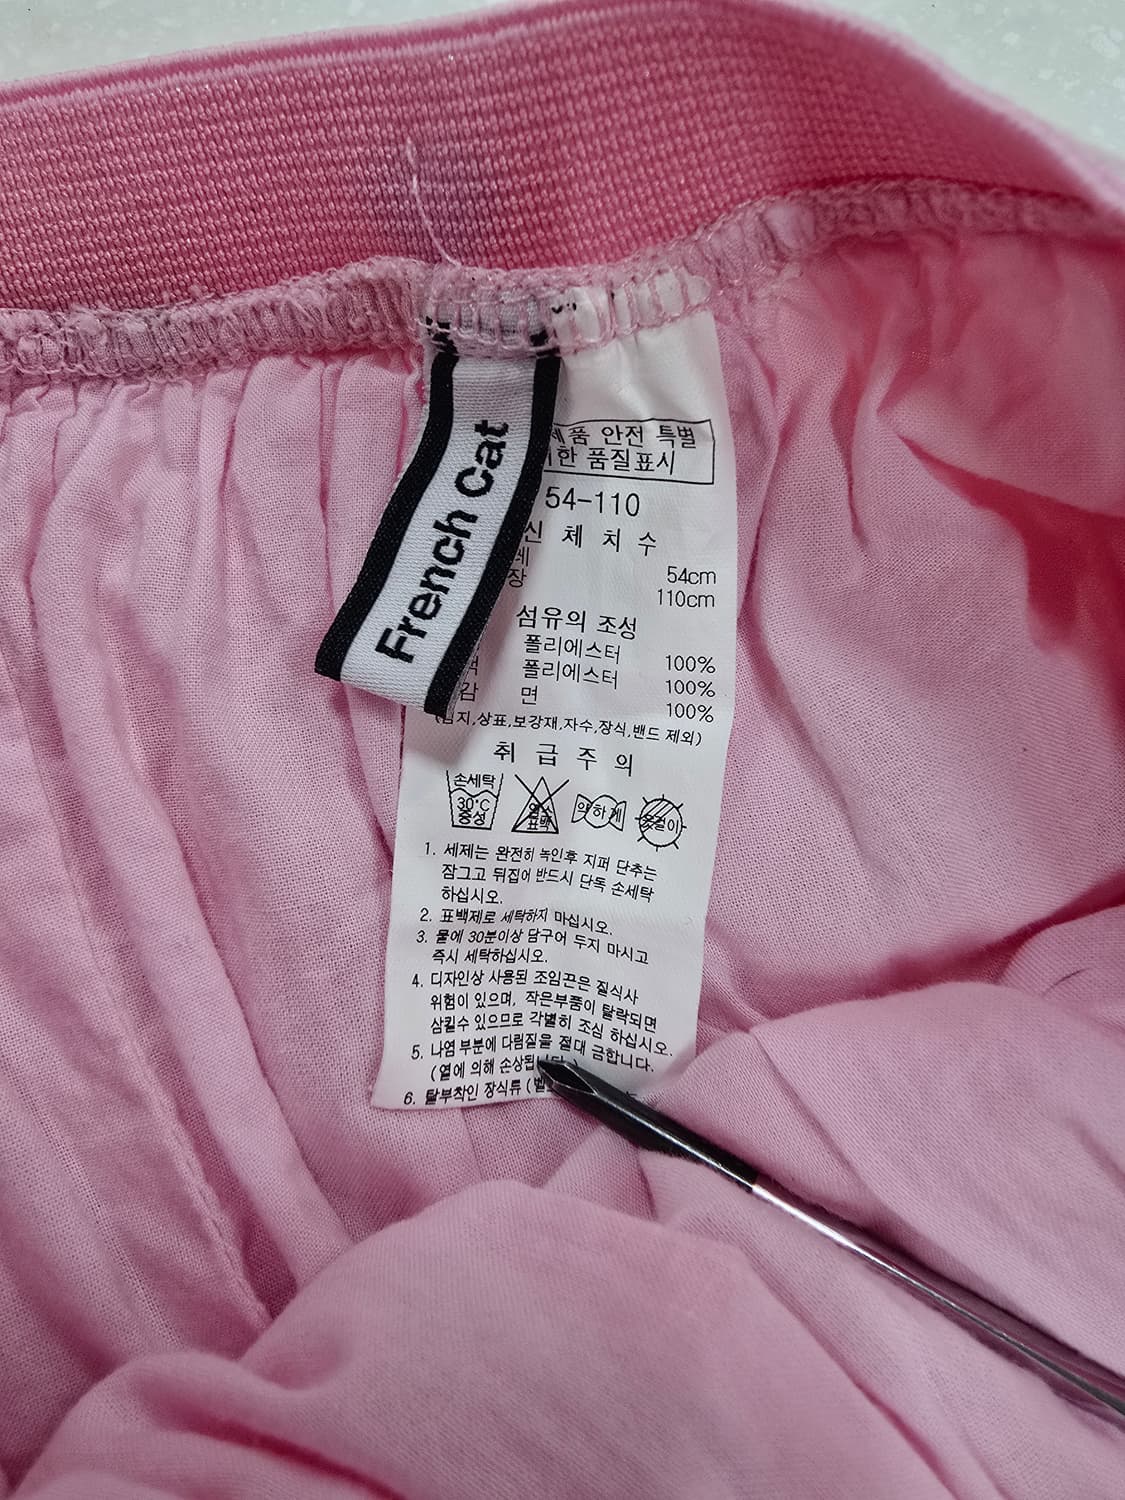 French Cat
품 안전 특별
한 품질표시
54-110
신 체 치 수
54cm
장 110cm
섬유의 조성
폴리에스터 100%
폴리에스터 100%
감 면 100%
지,상표,보강재,자수,장식,밴드 제외)
취 급 주 의
손세탁 30°C 중성
염소 표백
약하게
옷걸이
1. 세제는 완전히 녹인후 지퍼 단추는
잠그고 뒤집어 반드시 단독 손세탁
하십시오.
2. 표백제로 세탁하지 마십시오.
3. 물에 30분이상 담구어 두지 마시고
즉시 세탁하십시오.
4. 디자인상 사용된 조임끈은 질식사
위험이 있으며, 작은부품이 탈락되면
삼킬수 있으므로 각별히 조심 하십시오.
5. 나염 부분에 다림질을 절대 금합니다.
(열에 의해 손상됩니다.)
6. 탈부착인 장식류